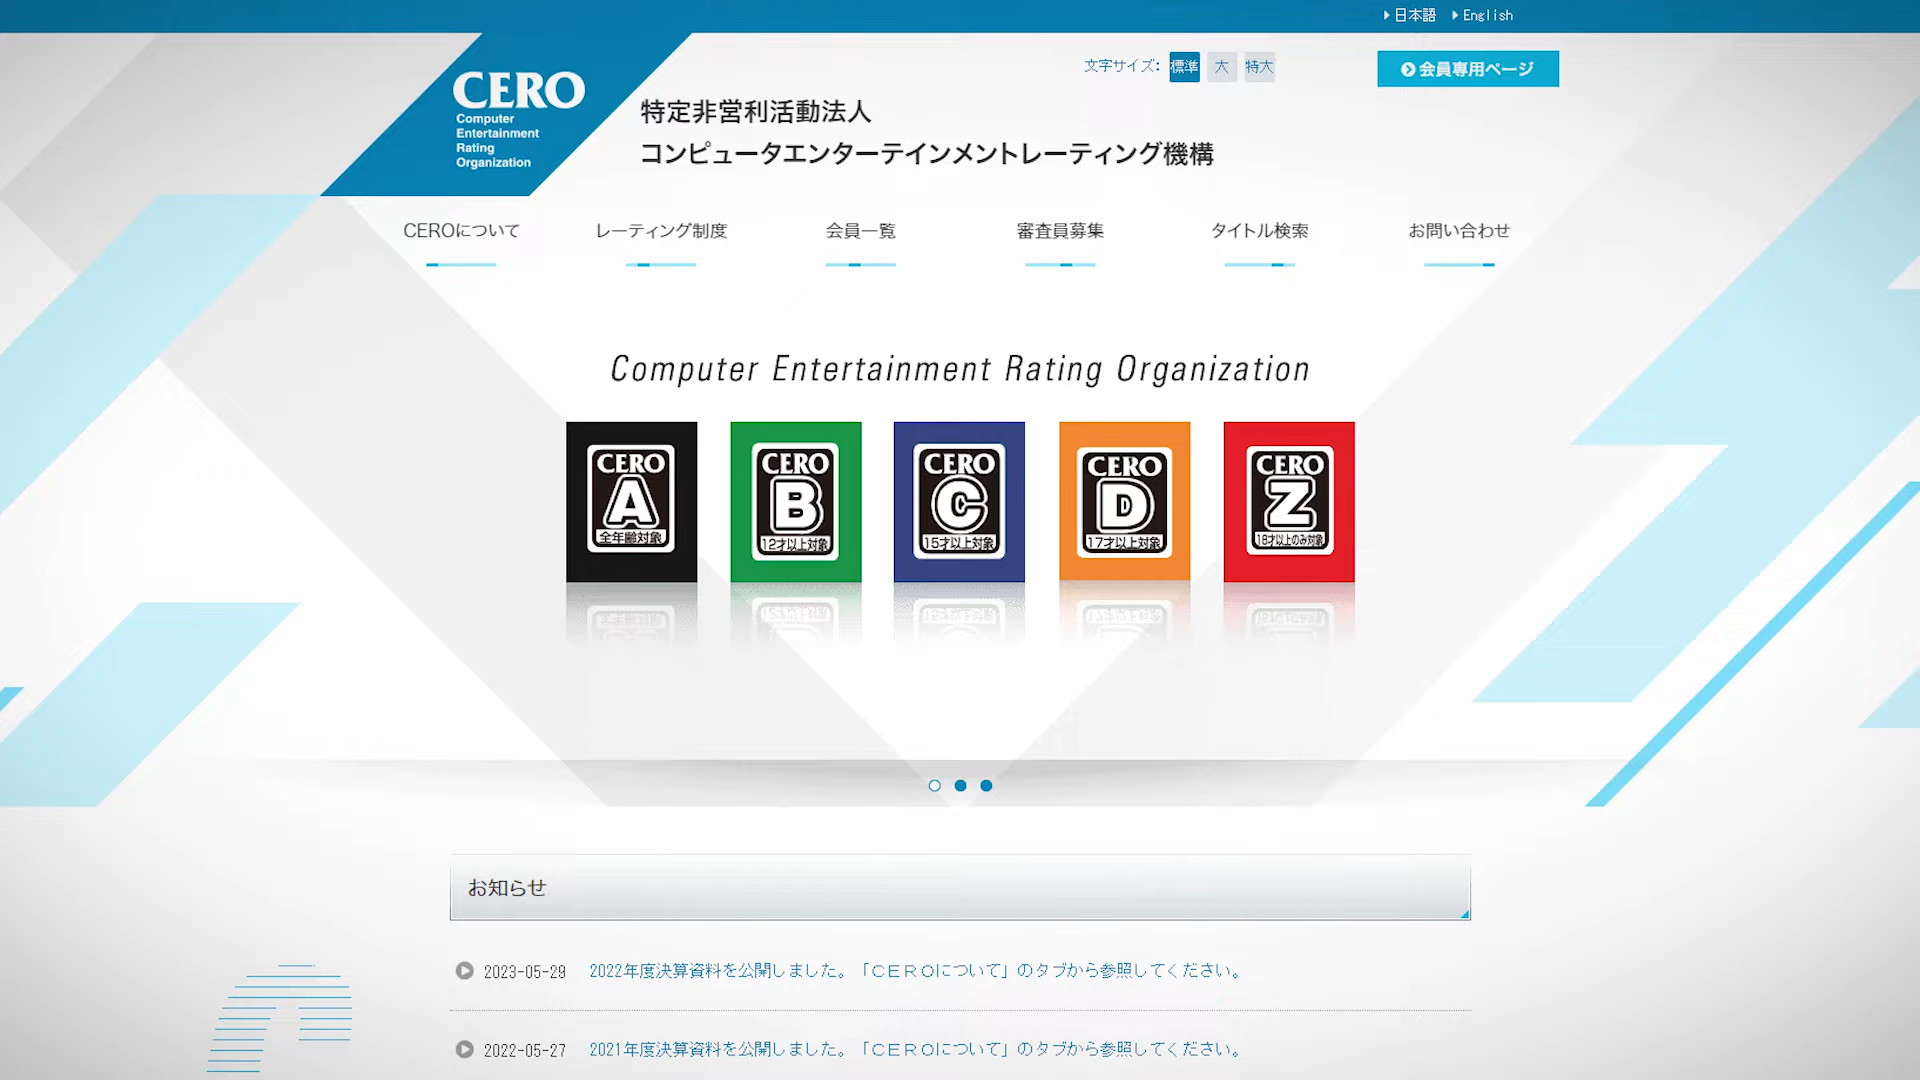 日本語 English
文字サイズ: 標準 大 特大
会員専用ページ
CERO
Computer
Entertainment
Rating
Organization
特定非営利活動法人
コンピュータエンターテインメントレーティング機構
CEROについて レーティング制度 会員一覧 審査員募集 タイトル検索 お問い合わせ
Computer Entertainment Rating Organization
CERO A 全年齢対象
CERO B 12才以上対象
CERO C 15才以上対象
CERO D 17才以上対象
CERO Z 18才以上のみ対象
お知らせ
2023-05-29 2022年度決算資料を公開しました。「ＣＥＲＯについて」のタブから参照してください。
2022-05-27 2021年度決算資料を公開しました。「ＣＥＲＯについて」のタブから参照してください。